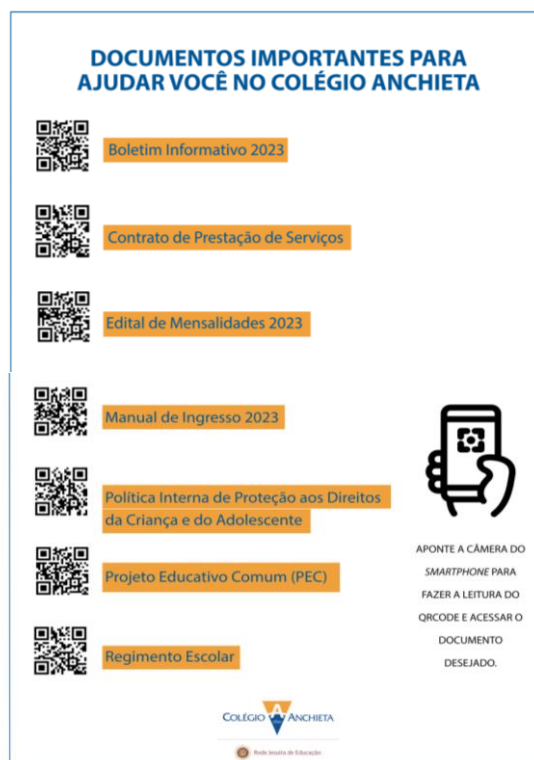 DOCUMENTOS IMPORTANTES PARA
AJUDAR VOCÊ NO COLÉGIO ANCHIETA
Boletim Informativo 2023
Contrato de Prestação de Serviços
Edital de Mensalidades 2023
Manual de Ingresso 2023
Política Interna de Proteção aos Direitos
da Criança e do Adolescente
Projeto Educativo Comum (PEC)
Regimento Escolar
APONTE A CÂMERA DO
SMARTPHONE PARA
FAZER A LEITURA DO
QRCODE E ACESSAR O
DOCUMENTO
DESEJADO.
COLÉGIO ANCHIETA
Rede Jesuíta de Educação